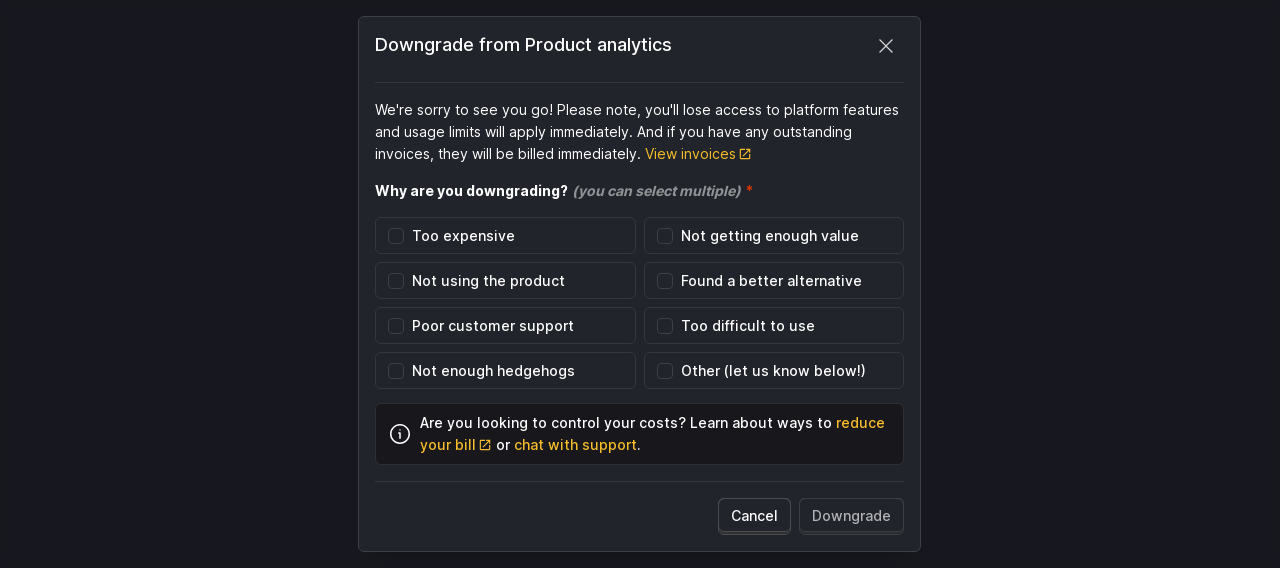 Downgrade from Product analytics
We're sorry to see you go! Please note, you'll lose access to platform features
and usage limits will apply immediately. And if you have any outstanding
invoices, they will be billed immediately. View invoices
Why are you downgrading? (you can select multiple) *
Too expensive
Not getting enough value
Not using the product
Found a better alternative
Poor customer support
Too difficult to use
Not enough hedgehogs
Other (let us know below!)
Are you looking to control your costs? Learn about ways to reduce
your bill or chat with support.
Cancel
Downgrade